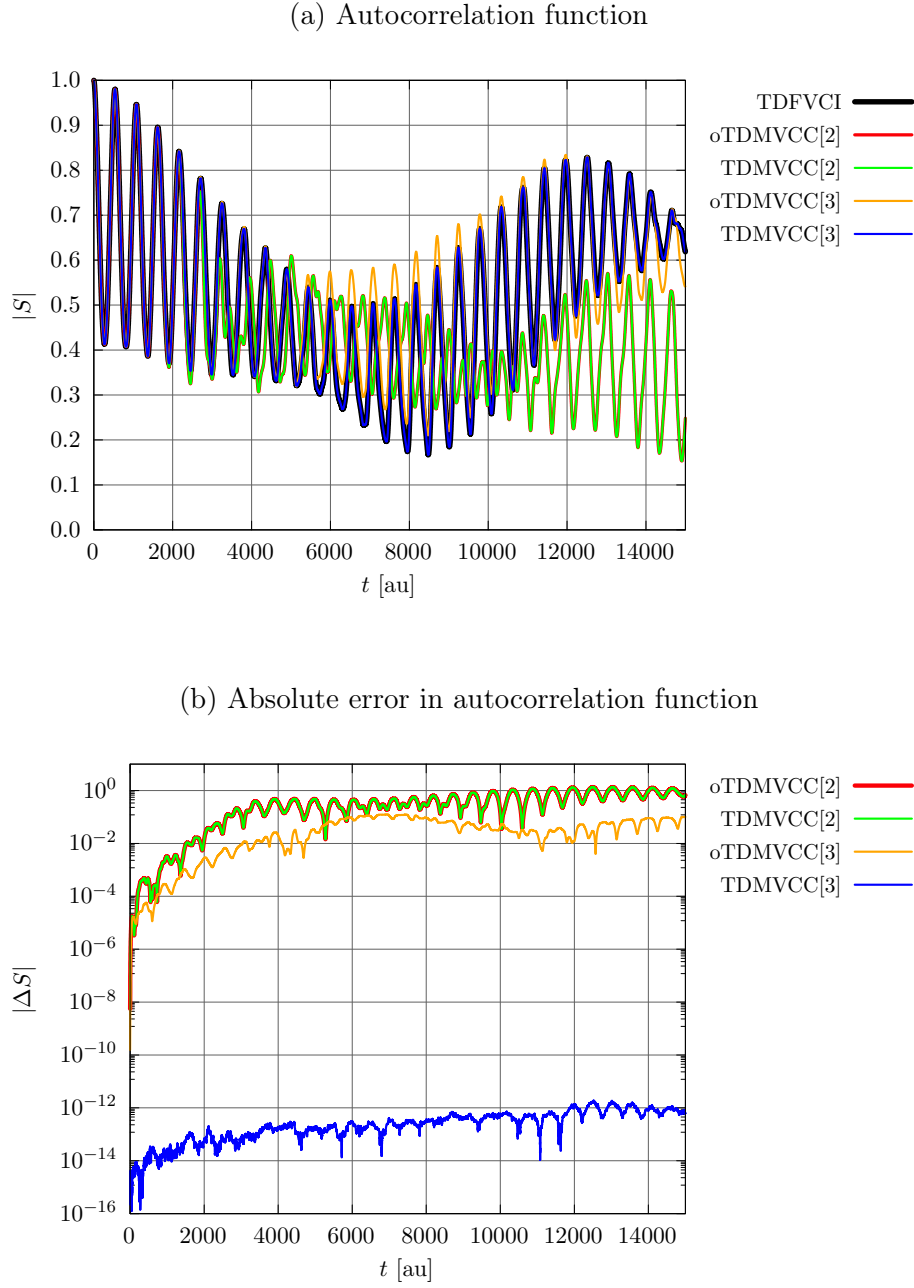 (a) Autocorrelation function
1.0
0.9
0.8
0.7
0.6
0.5
0.4
0.3
0.2
0.1
0.0
|S|
0 2000 4000 6000 8000 10000 12000 14000
t [au]
TDFVCI
oTDMVCC[2]
TDMVCC[2]
oTDMVCC[3]
TDMVCC[3]
(b) Absolute error in autocorrelation function
10⁰
10⁻²
10⁻⁴
10⁻⁶
10⁻⁸
10⁻¹⁰
10⁻¹²
10⁻¹⁴
10⁻¹⁶
|ΔS|
0 2000 4000 6000 8000 10000 12000 14000
t [au]
oTDMVCC[2]
TDMVCC[2]
oTDMVCC[3]
TDMVCC[3]